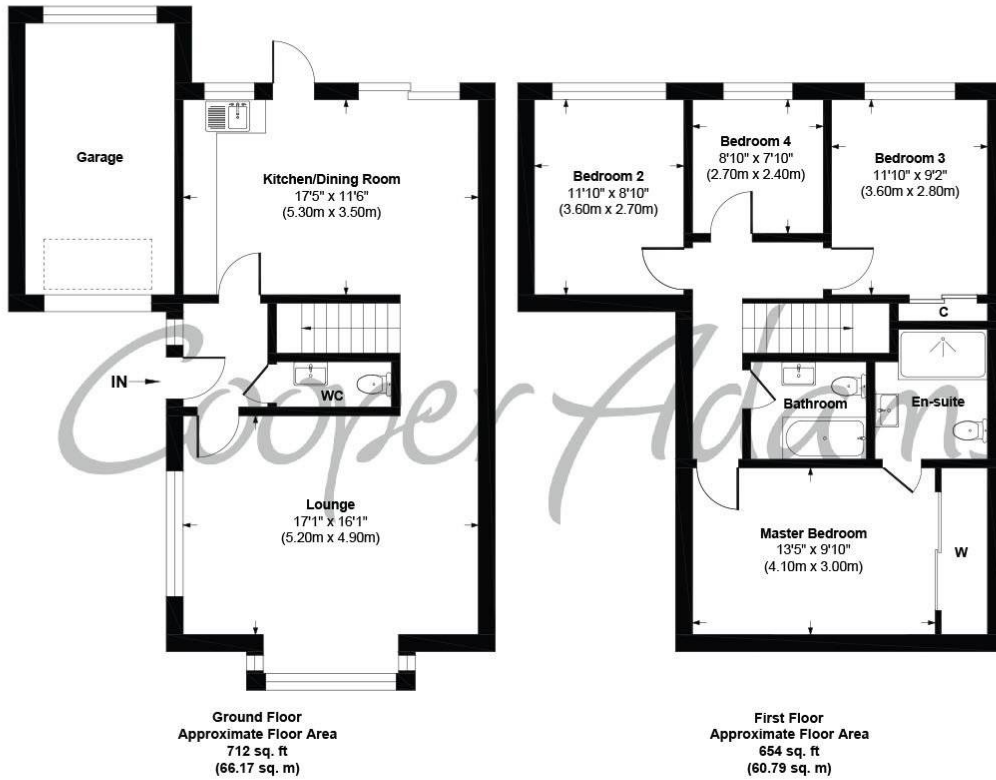 Garage
Kitchen/Dining Room
17'5" x 11'6"
(5.30m x 3.50m)
IN
WC
Lounge
17'1" x 16'1"
(5.20m x 4.90m)
Ground Floor
Approximate Floor Area
712 sq. ft
(66.17 sq. m)
Bedroom 2
11'10" x 8'10"
(3.60m x 2.70m)
Bedroom 4
8'10" x 7'10"
(2.70m x 2.40m)
Bedroom 3
11'10" x 9'2"
(3.60m x 2.80m)
C
Bathroom
En-suite
Master Bedroom
13'5" x 9'10"
(4.10m x 3.00m)
W
First Floor
Approximate Floor Area
654 sq. ft
(60.79 sq. m)
Cooper Adams